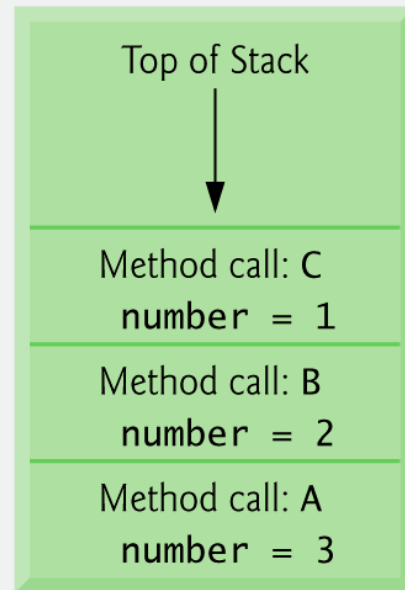 Top of Stack
Method call: C
number = 1
Method call: B
number = 2
Method call: A
number = 3